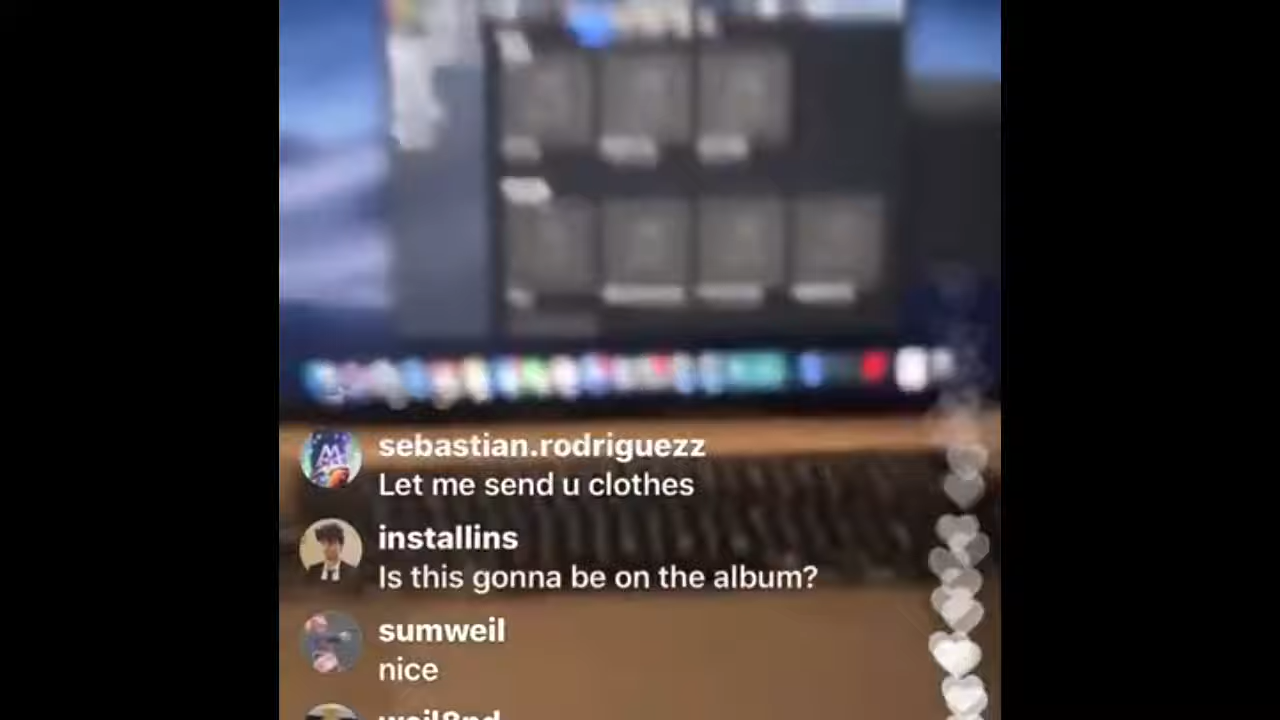 sebastian.rodriguezz
Let me send u clothes
installins
Is this gonna be on the album?
sumweil
nice